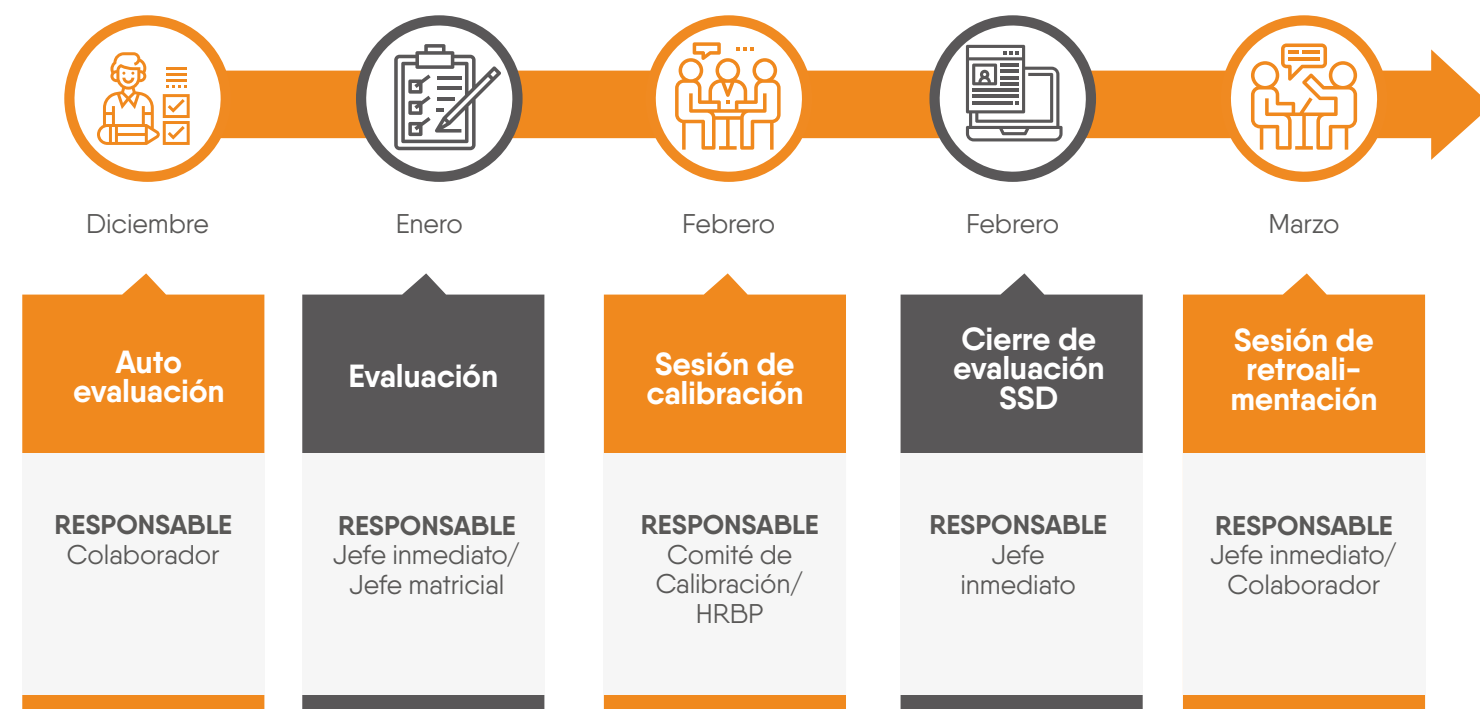 Diciembre
Enero
Febrero
Febrero
Marzo
Auto
evaluación
Evaluación
Sesión de
calibración
Cierre de
evaluación
SSD
Sesión de
retroali-
mentación
RESPONSABLE
Colaborador
RESPONSABLE
Jefe inmediato/
Jefe matricial
RESPONSABLE
Comité de
Calibración/
HRBP
RESPONSABLE
Jefe
inmediato
RESPONSABLE
Jefe inmediato/
Colaborador